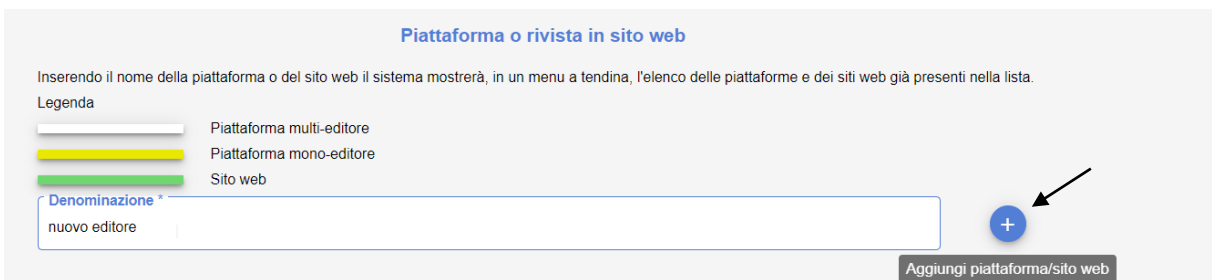 Piattaforma o rivista in sito web
Inserendo il nome della piattaforma o del sito web il sistema mostrerà, in un menu a tendina, l'elenco delle piattaforme e dei siti web già presenti nella lista.
Legenda
Piattaforma multi-editore
Piattaforma mono-editore
Sito web
Denominazione *
nuovo editore
+
Aggiungi piattaforma/sito web